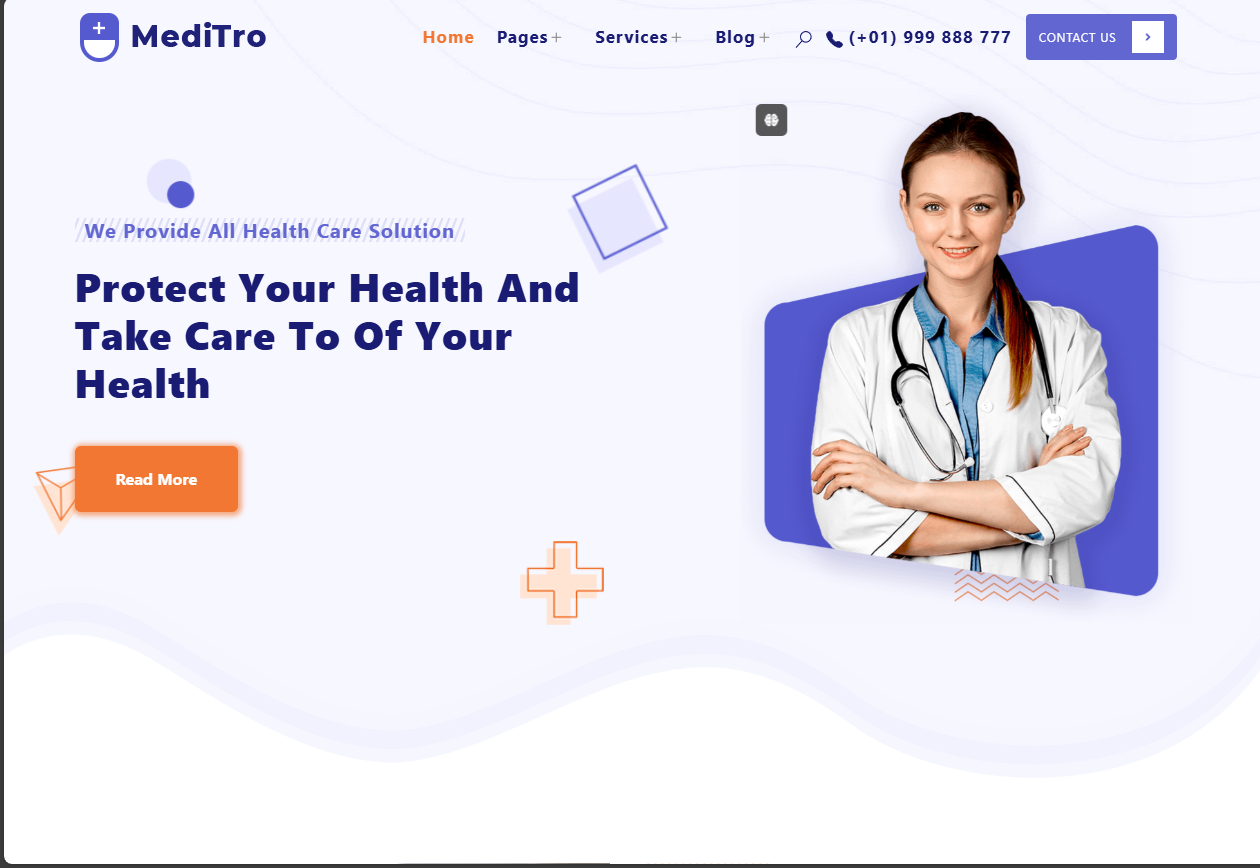 MediTro
Home Pages + Services + Blog + (+01) 999 888 777 CONTACT US
We Provide All Health Care Solution
Protect Your Health And
Take Care To Of Your
Health
Read More